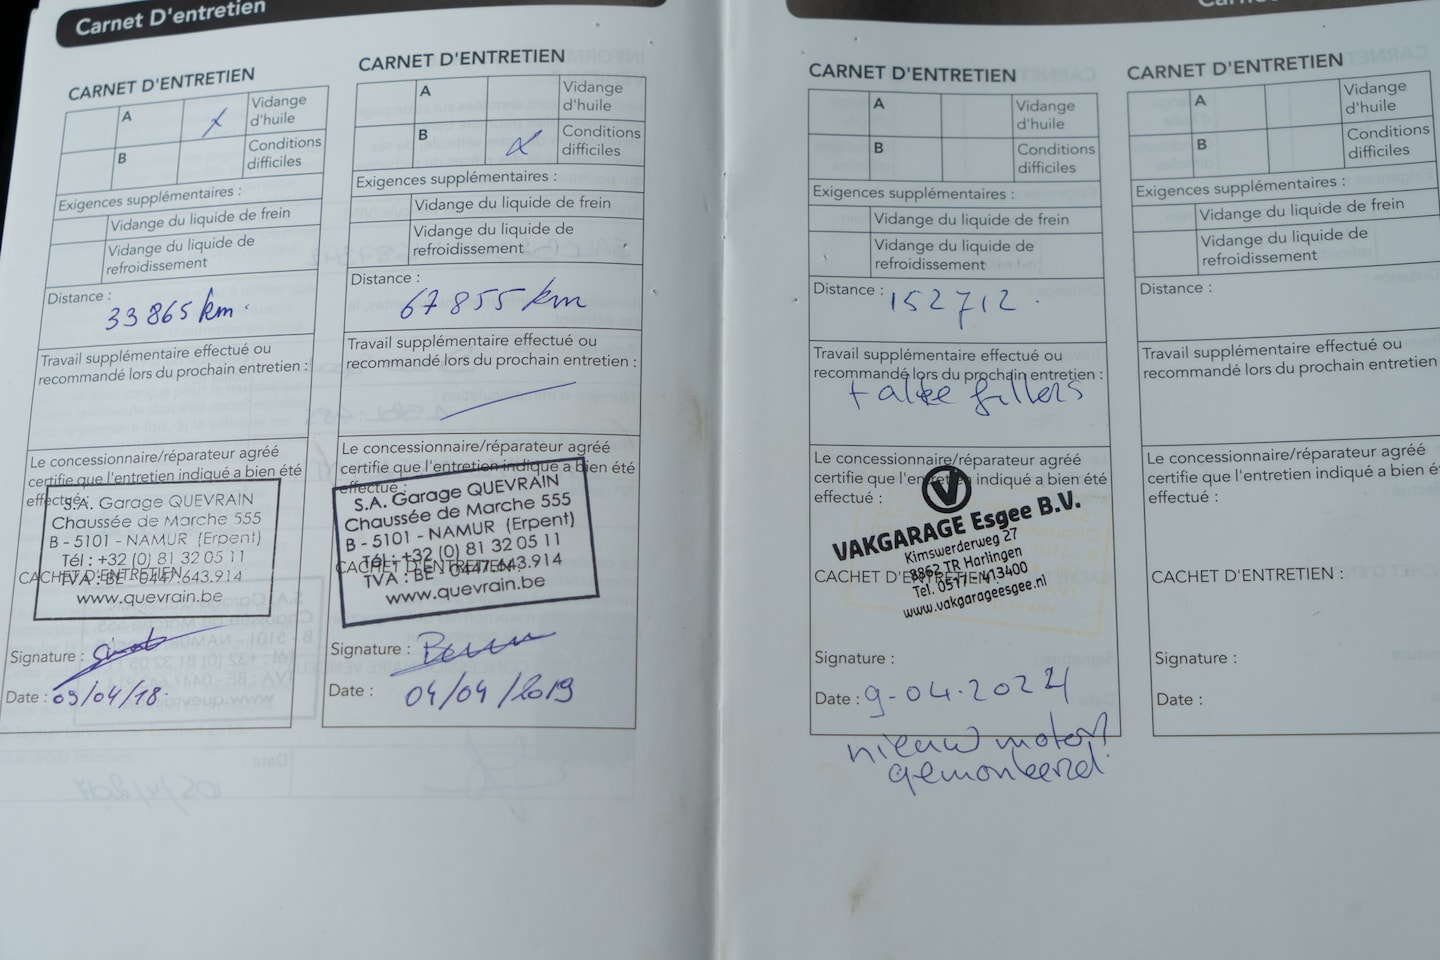 Carnet D'entretien
CARNET D'ENTRETIEN
A
Vidange
d'huile
B
Conditions
difficiles
Exigences supplémentaires :
Vidange du liquide de frein
Vidange du liquide de
refroidissement
Distance :
33 865 km.
Travail supplémentaire effectué ou
recommandé lors du prochain entretien :
Le concessionnaire/réparateur agréé
certifie que l'entretien indiqué a bien été
effectué :
S.A. Garage QUEVRAIN
Chaussée de Marche 555
B - 5101 - NAMUR (Erpent)
Tél : +32 (0) 81 32 05 11
TVA : BE - 0447.643.914
www.quevrain.be
CACHET D'ENTRETIEN
Signature :
Date : 03/04/18
CARNET D'ENTRETIEN
A
Vidange
d'huile
B
Conditions
difficiles
Exigences supplémentaires :
Vidange du liquide de frein
Vidange du liquide de
refroidissement
Distance :
67 855 km
Travail supplémentaire effectué ou
recommandé lors du prochain entretien :
Le concessionnaire/réparateur agréé
certifie que l'entretien indiqué a bien été
effectué :
S.A. Garage QUEVRAIN
Chaussée de Marche 555
B - 5101 - NAMUR (Erpent)
Tél : +32 (0) 81 32 05 11
TVA : BE - 0447.643.914
www.quevrain.be
CACHET D'ENTRETIEN
Signature :
Date : 04/04/2019
CARNET D'ENTRETIEN
A
Vidange
d'huile
B
Conditions
difficiles
Exigences supplémentaires :
Vidange du liquide de frein
Vidange du liquide de
refroidissement
Distance : 152712.
Travail supplémentaire effectué ou
recommandé lors du prochain entretien :
+ alle filters
Le concessionnaire/réparateur agréé
certifie que l'entretien indiqué a bien été
effectué :
V
VAKGARAGE Esgee B.V.
Kimswerderweg 27
8862 TR Harlingen
Tel. 0517-413400
www.vakgarageesgee.nl
CACHET D'ENTRETIEN
Signature :
Date : 9-04-2024
nieuw motor
gemonteerd
CARNET D'ENTRETIEN
A
Vidange
d'huile
B
Conditions
difficiles
Exigences supplémentaires :
Vidange du liquide de frein
Vidange du liquide de
refroidissement
Distance :
Travail supplémentaire effectué ou
recommandé lors du prochain entretien
Le concessionnaire/réparateur agréé
certifie que l'entretien indiqué a bien é
effectué :
CACHET D'ENTRETIEN :
Signature :
Date :